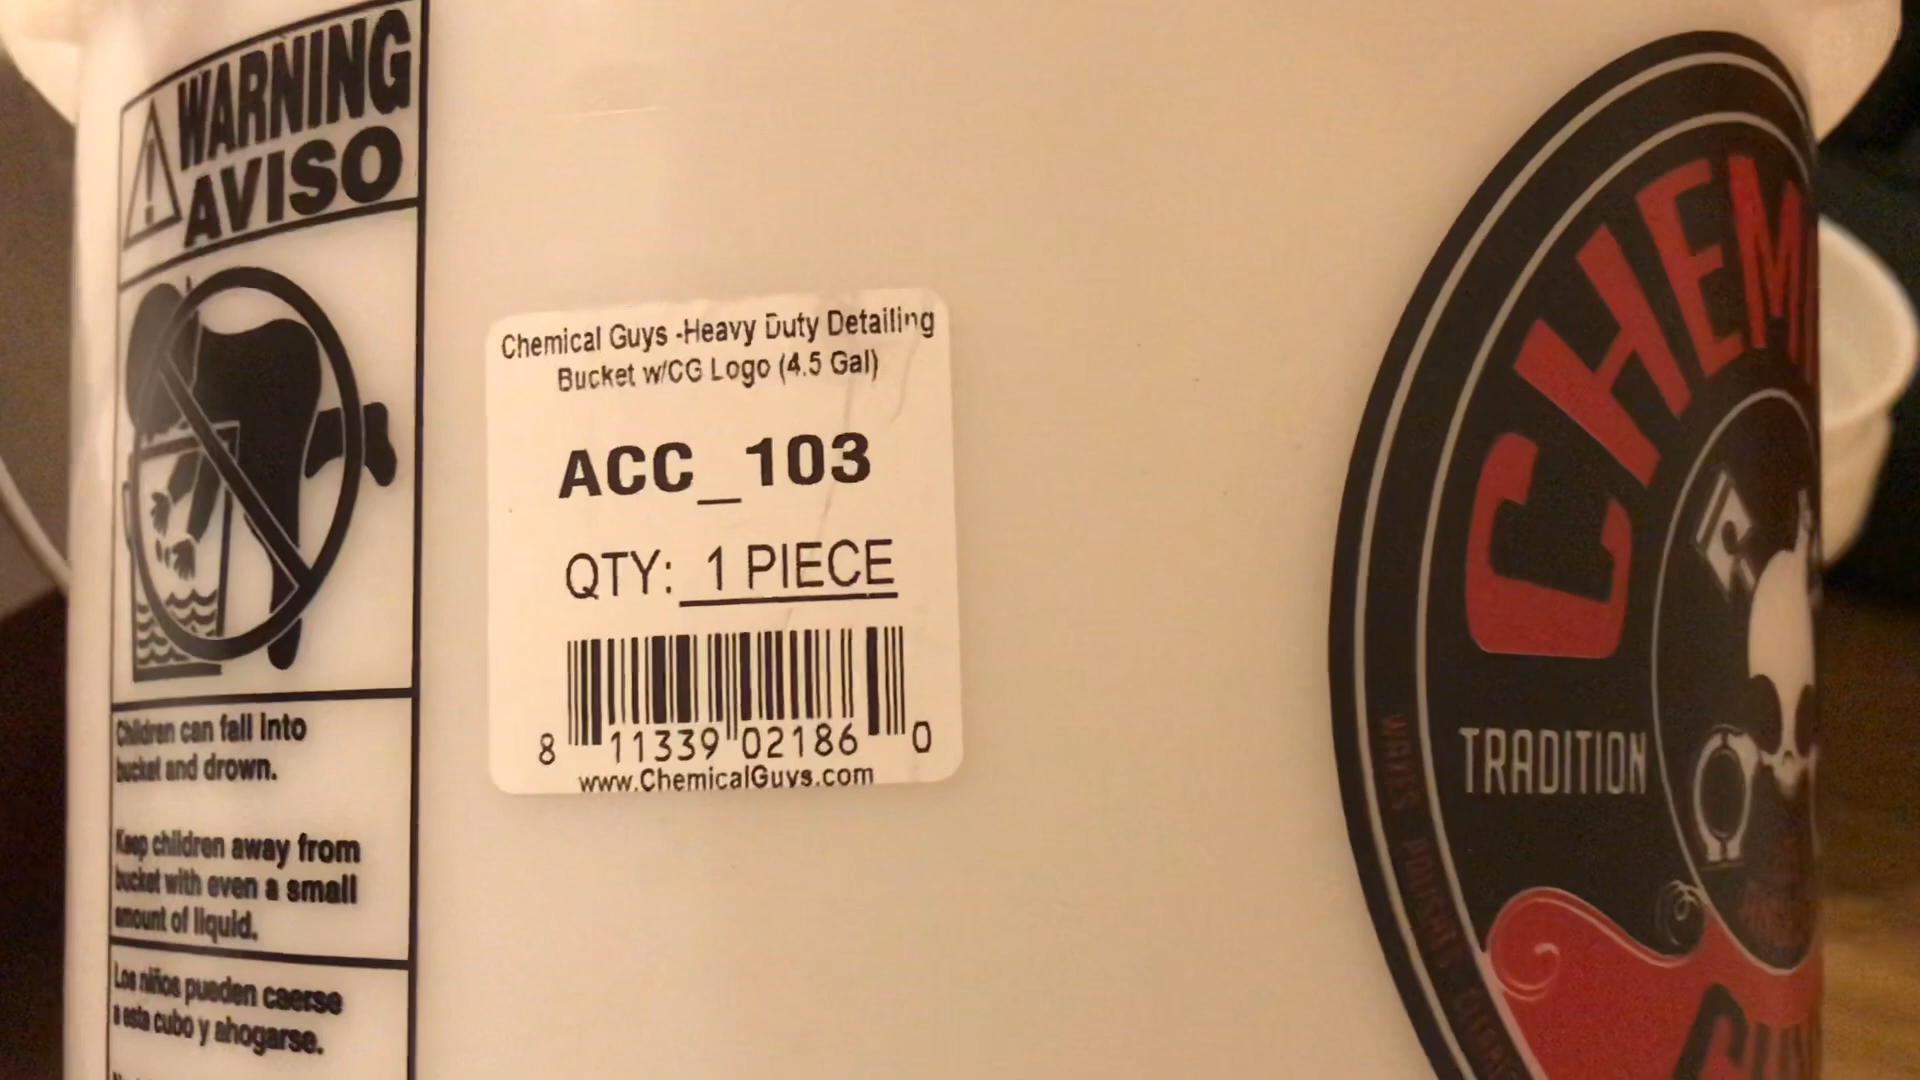 WARNING
AVISO
Children can fall into
bucket and drown.
Keep children away from
bucket with even a small
amount of liquid.
Los niños pueden caerse
a esta cubo y ahogarse.
Chemical Guys -Heavy Duty Detailing
Bucket w/CG Logo (4.5 Gal)
ACC_103
QTY: 1 PIECE
8 11339 02186 0
www.ChemicalGuys.com
CHEM
TRADITION